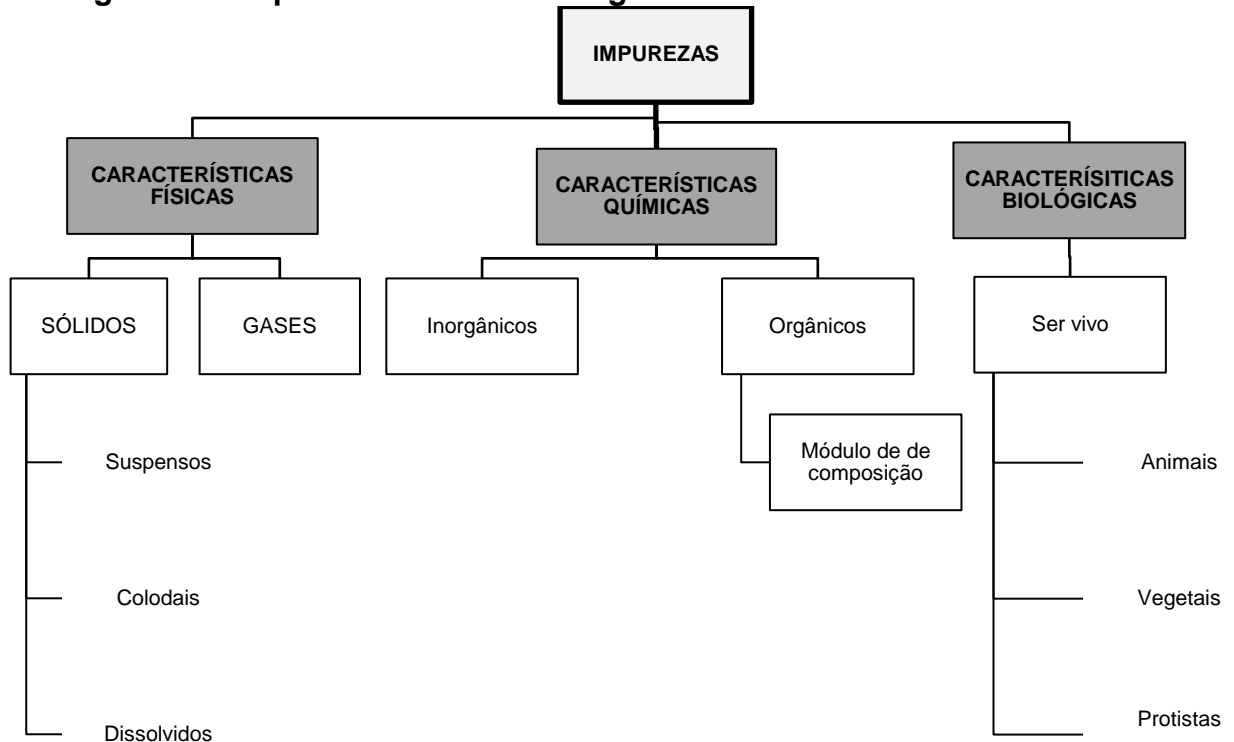 IMPUREZAS
CARACTERÍSTICAS
FÍSICAS
CARACTERÍSTICAS
QUÍMICAS
CARACTERÍSITICAS
BIOLÓGICAS
SÓLIDOS
GASES
Inorgânicos
Orgânicos
Ser vivo
Suspensos
Módulo de de
composição
Animais
Colodais
Vegetais
Dissolvidos
Protistas